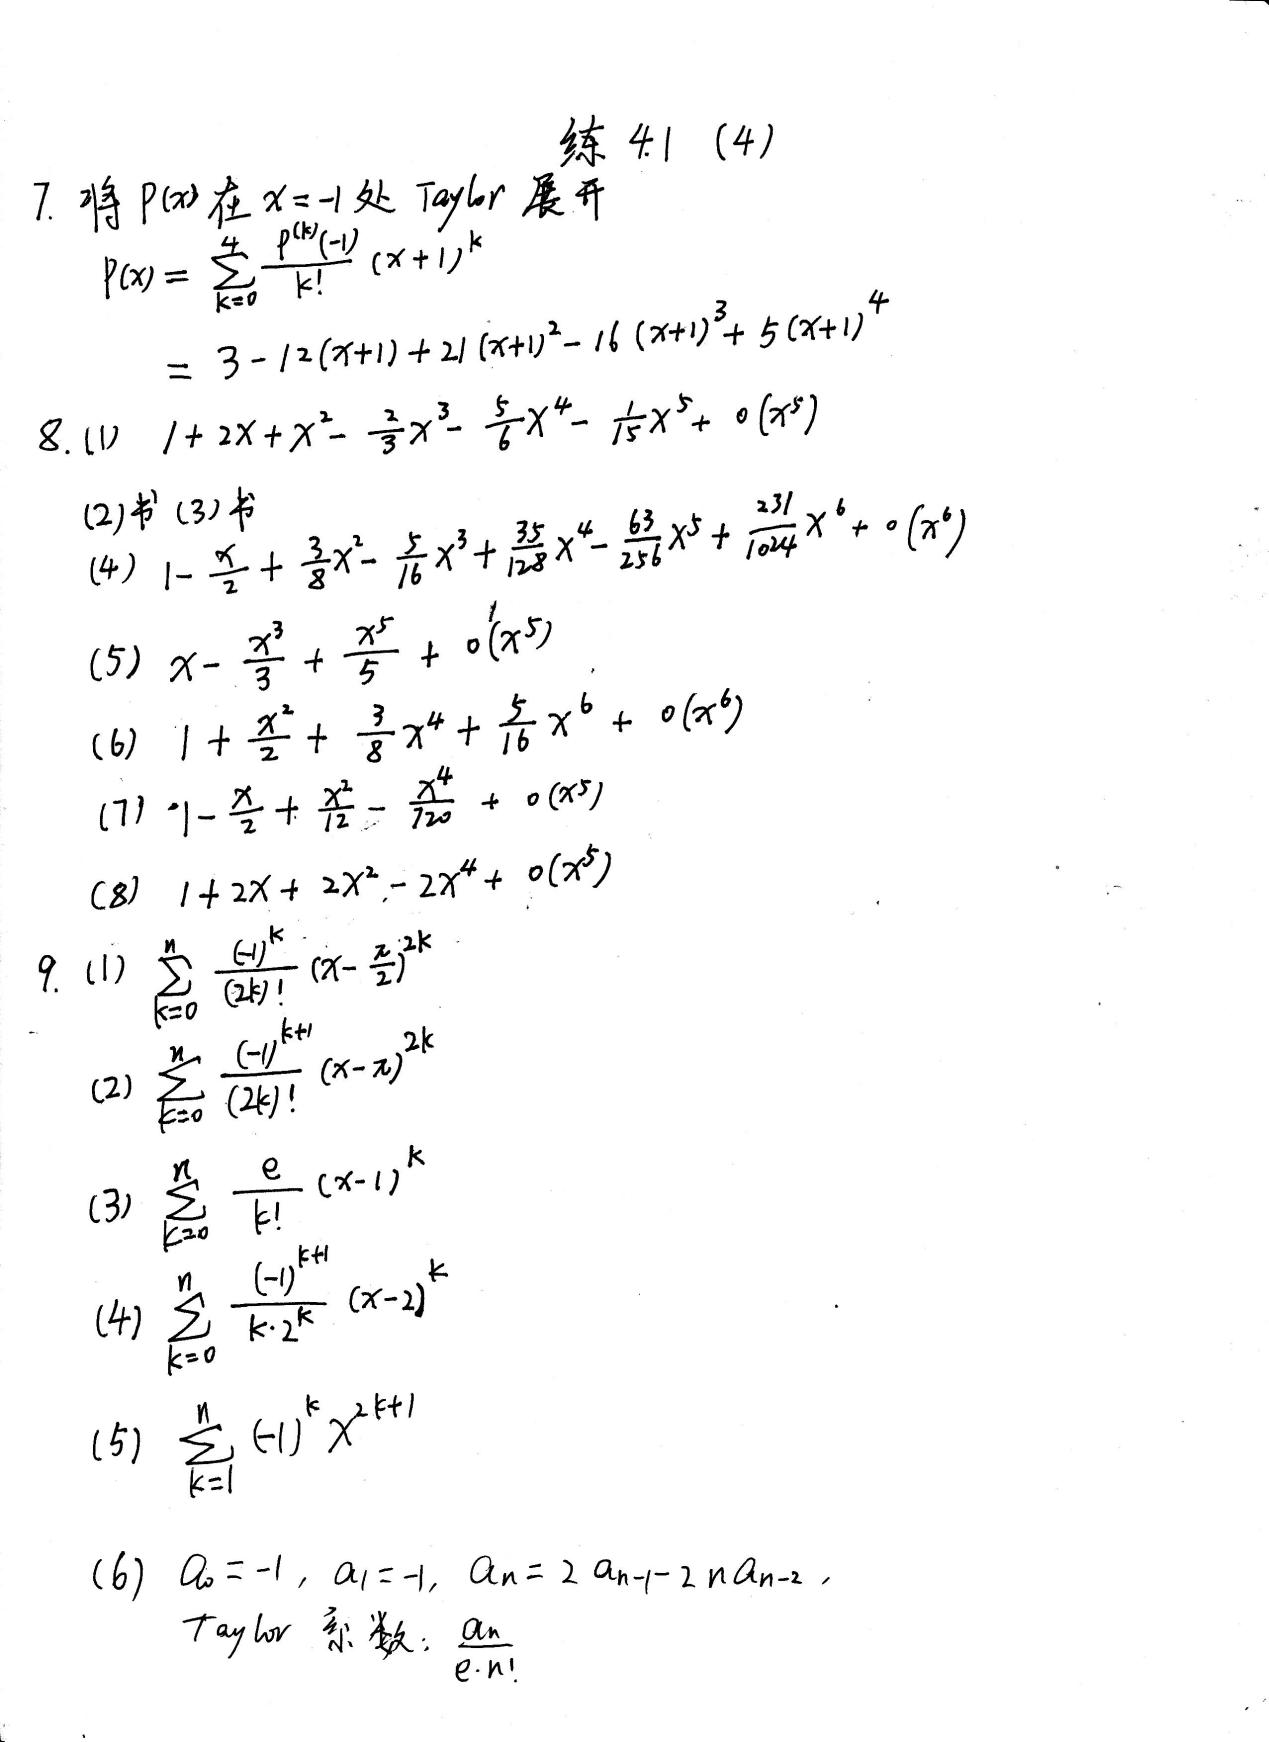 练 4.1 (4)
7. 将 P(x) 在 x=-1 处 Taylor 展开
P(x) = \sum_{k=0}^{4} \frac{P^{(k)}(-1)}{k!} (x+1)^k
= 3-12(x+1)+21(x+1)^2-16(x+1)^3+5(x+1)^4
8. (1) 1+2x+x^2-\frac{2}{3}x^3-\frac{5}{6}x^4-\frac{1}{15}x^5+o(x^5)
(2) 书 (3) 书
(4) 1-\frac{x}{2}+\frac{3}{8}x^2-\frac{5}{16}x^3+\frac{35}{128}x^4-\frac{63}{256}x^5+\frac{231}{1024}x^6+o(x^6)
(5) x-\frac{x^3}{3}+\frac{x^5}{5}+o(x^5)
(6) 1+\frac{x^2}{2}+\frac{3}{8}x^4+\frac{5}{16}x^6+o(x^6)
(7) 1-\frac{x}{2}+\frac{x^2}{12}-\frac{x^4}{720}+o(x^5)
(8) 1+2x+2x^2-2x^4+o(x^5)
9. (1) \sum_{k=0}^{n} \frac{(-1)^k}{(2k)!} (x-\frac{π}{2})^{2k}
(2) \sum_{k=0}^{n} \frac{(-1)^{k+1}}{(2k)!} (x-π)^{2k}
(3) \sum_{k=0}^{n} \frac{e}{k!} (x-1)^k
(4) \sum_{k=0}^{n} \frac{(-1)^{k+1}}{k·2^k} (x-2)^k
(5) \sum_{k=1}^{n} (-1)^k x^{2k+1}
(6) a_0=-1, a_1=-1, a_n=2a_{n-1}-2na_{n-2},
Taylor 系数: \frac{a_n}{e·n!}